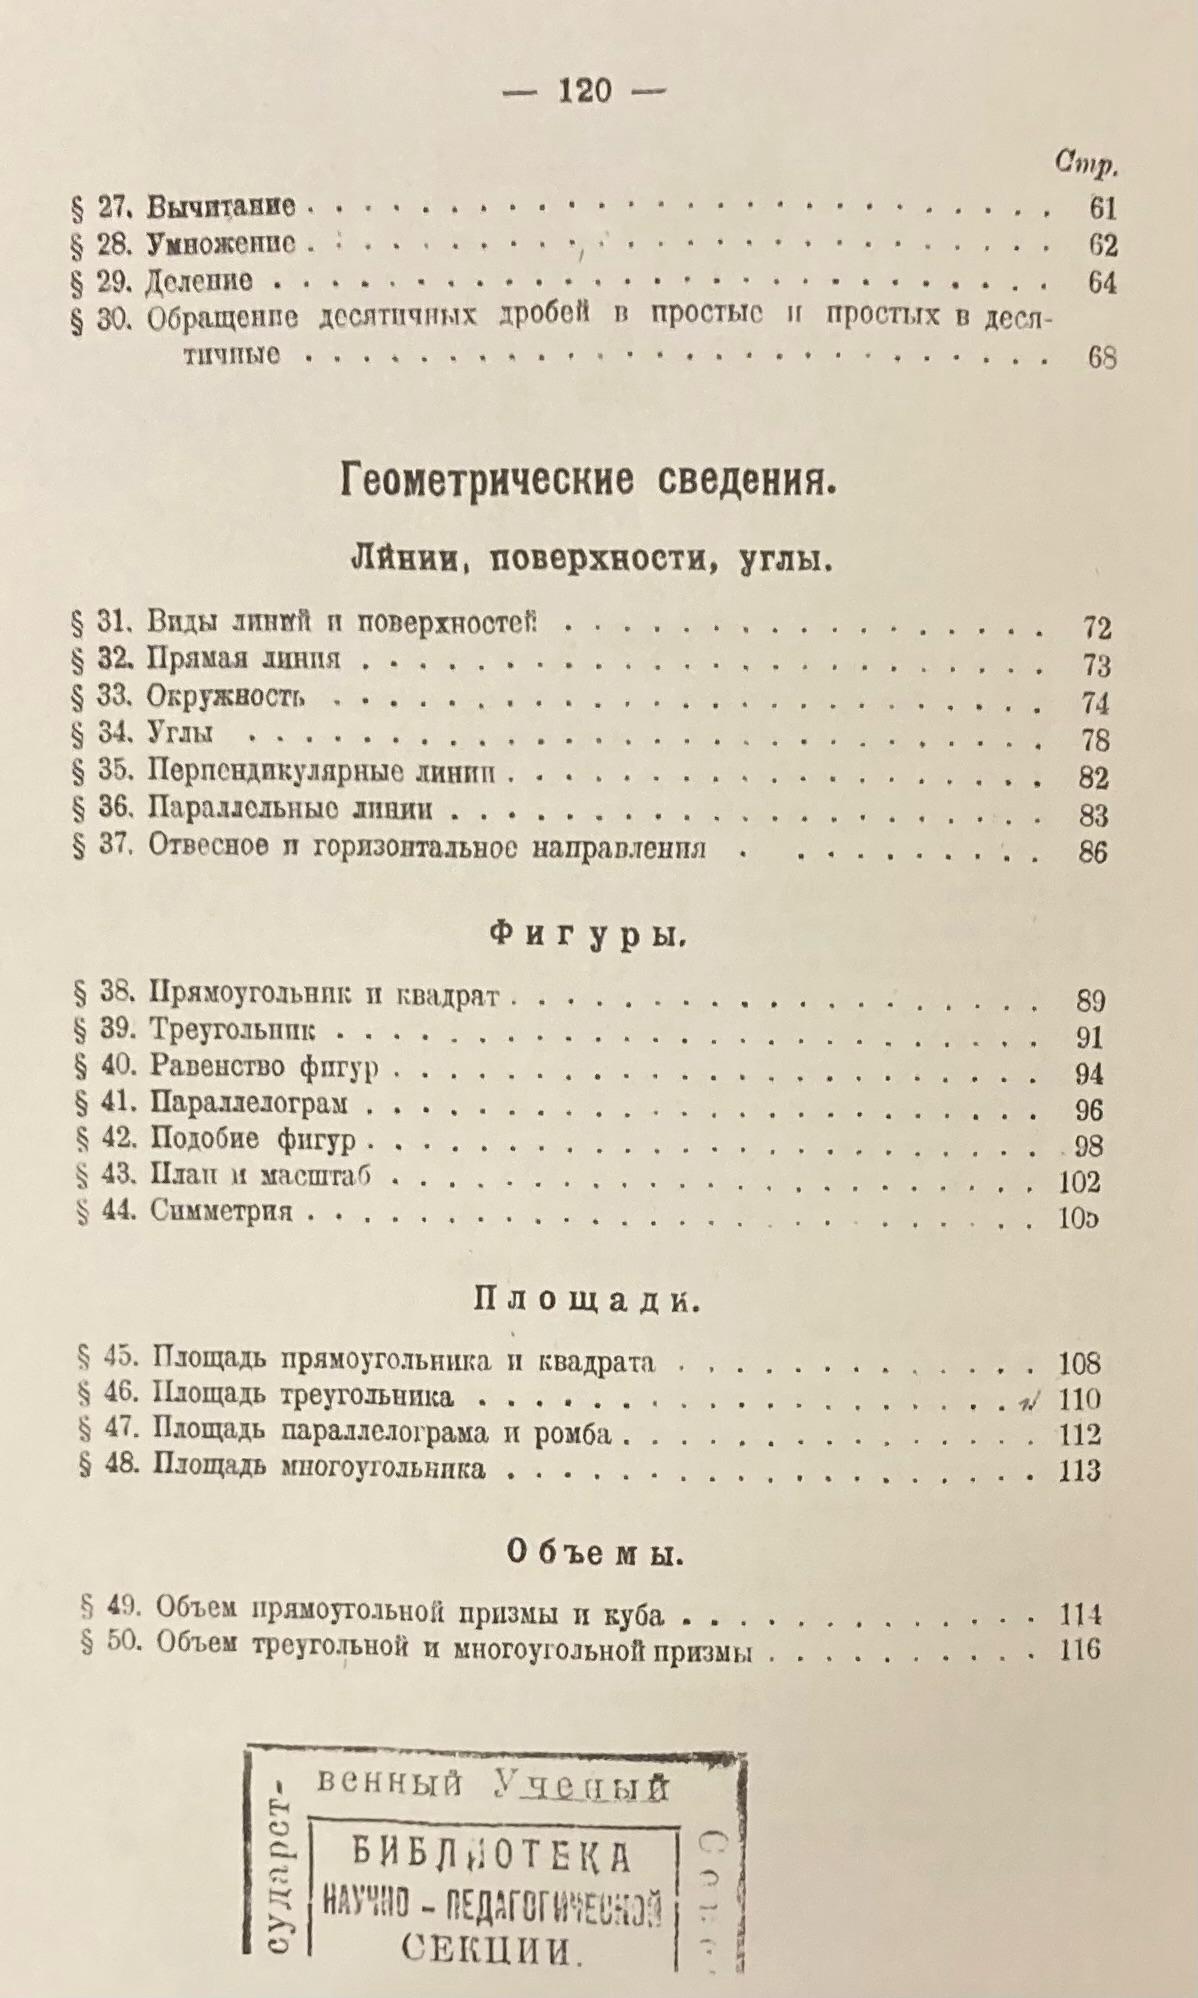 — 120 —
Стр.
§ 27. Вычитание . . . . . . . . . . . . . . . . . . . . . . . . . . 61
§ 28. Умножение . . . . . . . . . . . . . . . . . . . . . . . . . . 62
§ 29. Деление . . . . . . . . . . . . . . . . . . . . . . . . . . . 64
§ 30. Обращение десятичных дробей в простые и простых в деся-
тичные . . . . . . . . . . . . . . . . . . . . . . . . . . 68
Геометрические сведения.
Линии, поверхности, углы.
§ 31. Виды линий и поверхностей . . . . . . . . . . . . . . . . . 72
§ 32. Прямая линия . . . . . . . . . . . . . . . . . . . . . . . . 73
§ 33. Окружность . . . . . . . . . . . . . . . . . . . . . . . . . 74
§ 34. Углы . . . . . . . . . . . . . . . . . . . . . . . . . . . . 78
§ 35. Перпендикулярные линии . . . . . . . . . . . . . . . . . . . 82
§ 36. Параллельные линии . . . . . . . . . . . . . . . . . . . . . 83
§ 37. Отвесное и горизонтальное направления . . . . . . . . . . 86
Фигуры.
§ 38. Прямоугольник и квадрат . . . . . . . . . . . . . . . . . . . 89
§ 39. Треугольник . . . . . . . . . . . . . . . . . . . . . . . . . 91
§ 40. Равенство фигур . . . . . . . . . . . . . . . . . . . . . . . 94
§ 41. Параллелограм . . . . . . . . . . . . . . . . . . . . . . . . 96
§ 42. Подобие фигур . . . . . . . . . . . . . . . . . . . . . . . . 98
§ 43. План и масштаб . . . . . . . . . . . . . . . . . . . . . . . 102
§ 44. Симметрия . . . . . . . . . . . . . . . . . . . . . . . . . . 105
Площади.
§ 45. Площадь прямоугольника и квадрата . . . . . . . . . . . . . 108
§ 46. Площадь треугольника . . . . . . . . . . . . . . . . . . . 110
§ 47. Площадь параллелограма и ромба . . . . . . . . . . . . . . . 112
§ 48. Площадь многоугольника . . . . . . . . . . . . . . . . . . . 113
Объемы.
§ 49. Объем прямоугольной призмы и куба . . . . . . . . . . . . . 114
§ 50. Объем треугольной и многоугольной призмы . . . . . . . . . . 116
сударст-
венный Ученый
БИБЛИОТЕКА
НАУЧНО - ПЕДАГОГИЧЕСКОЙ
СЕКЦИИ.